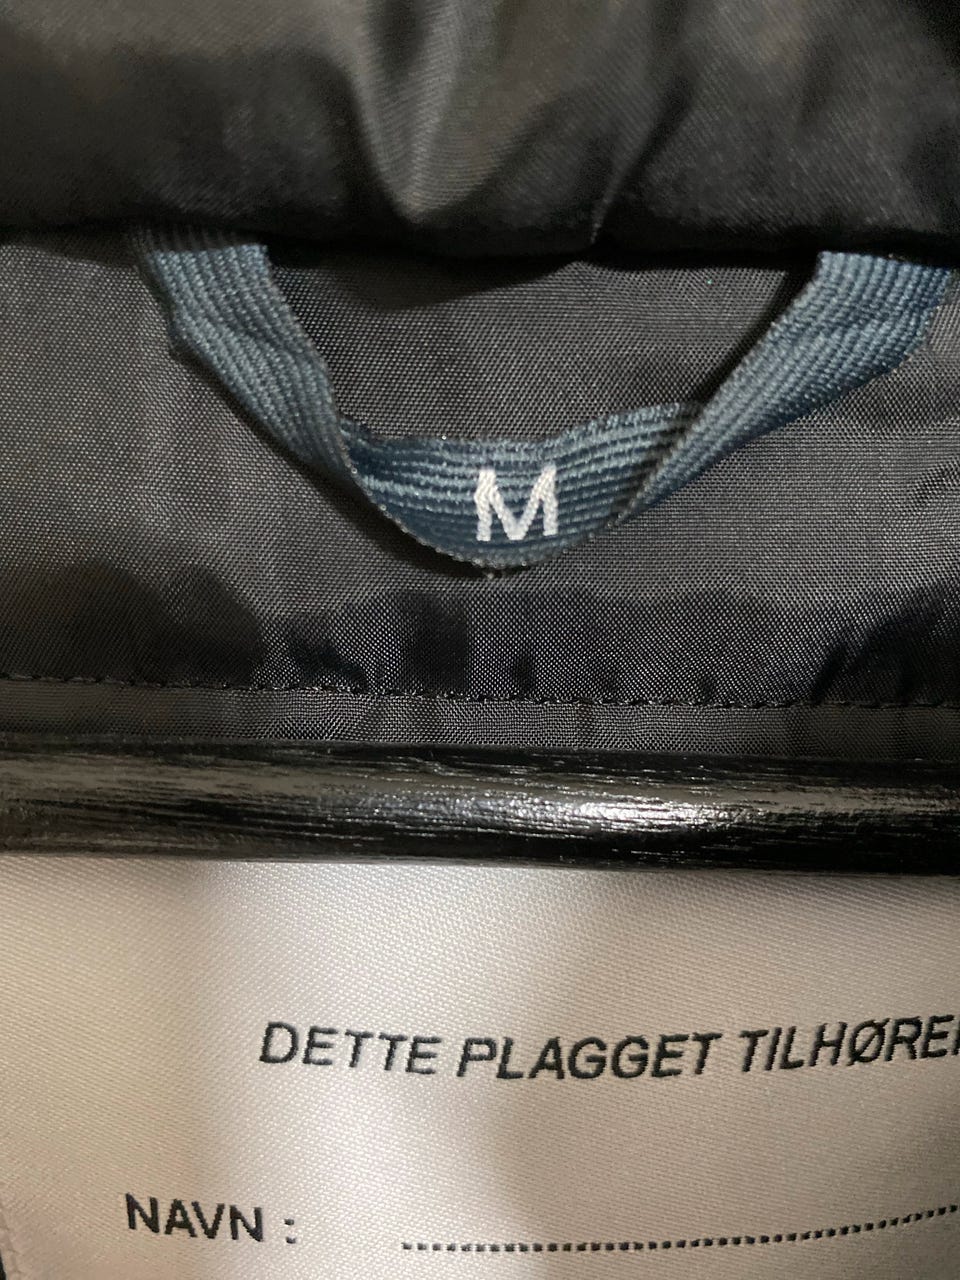 M
DETTE PLAGGET TILHØRER
NAVN : ............................................